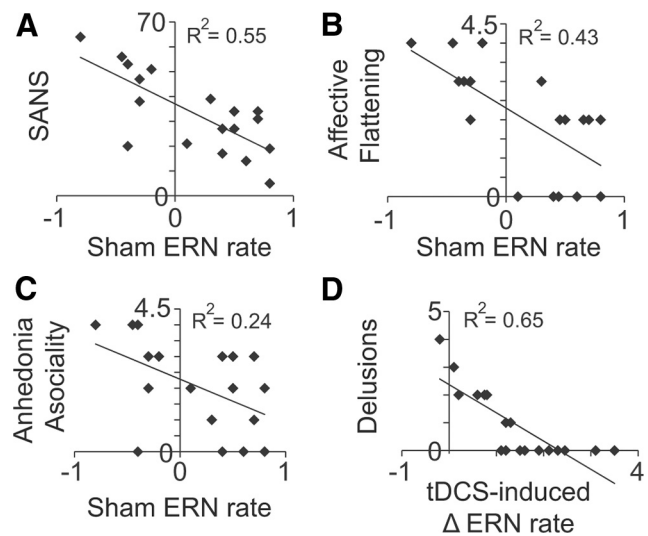 A
70
R2= 0.55
SANS
0
-1
0
1
Sham ERN rate
B
4.5
R2= 0.43
Affective
Flattening
0
-1
0
1
Sham ERN rate
C
4.5
R2= 0.24
Anhedonia
Asociality
0
-1
0
1
Sham ERN rate
D
5
R2= 0.65
Delusions
0
-1
4
tDCS-induced
Δ ERN rate